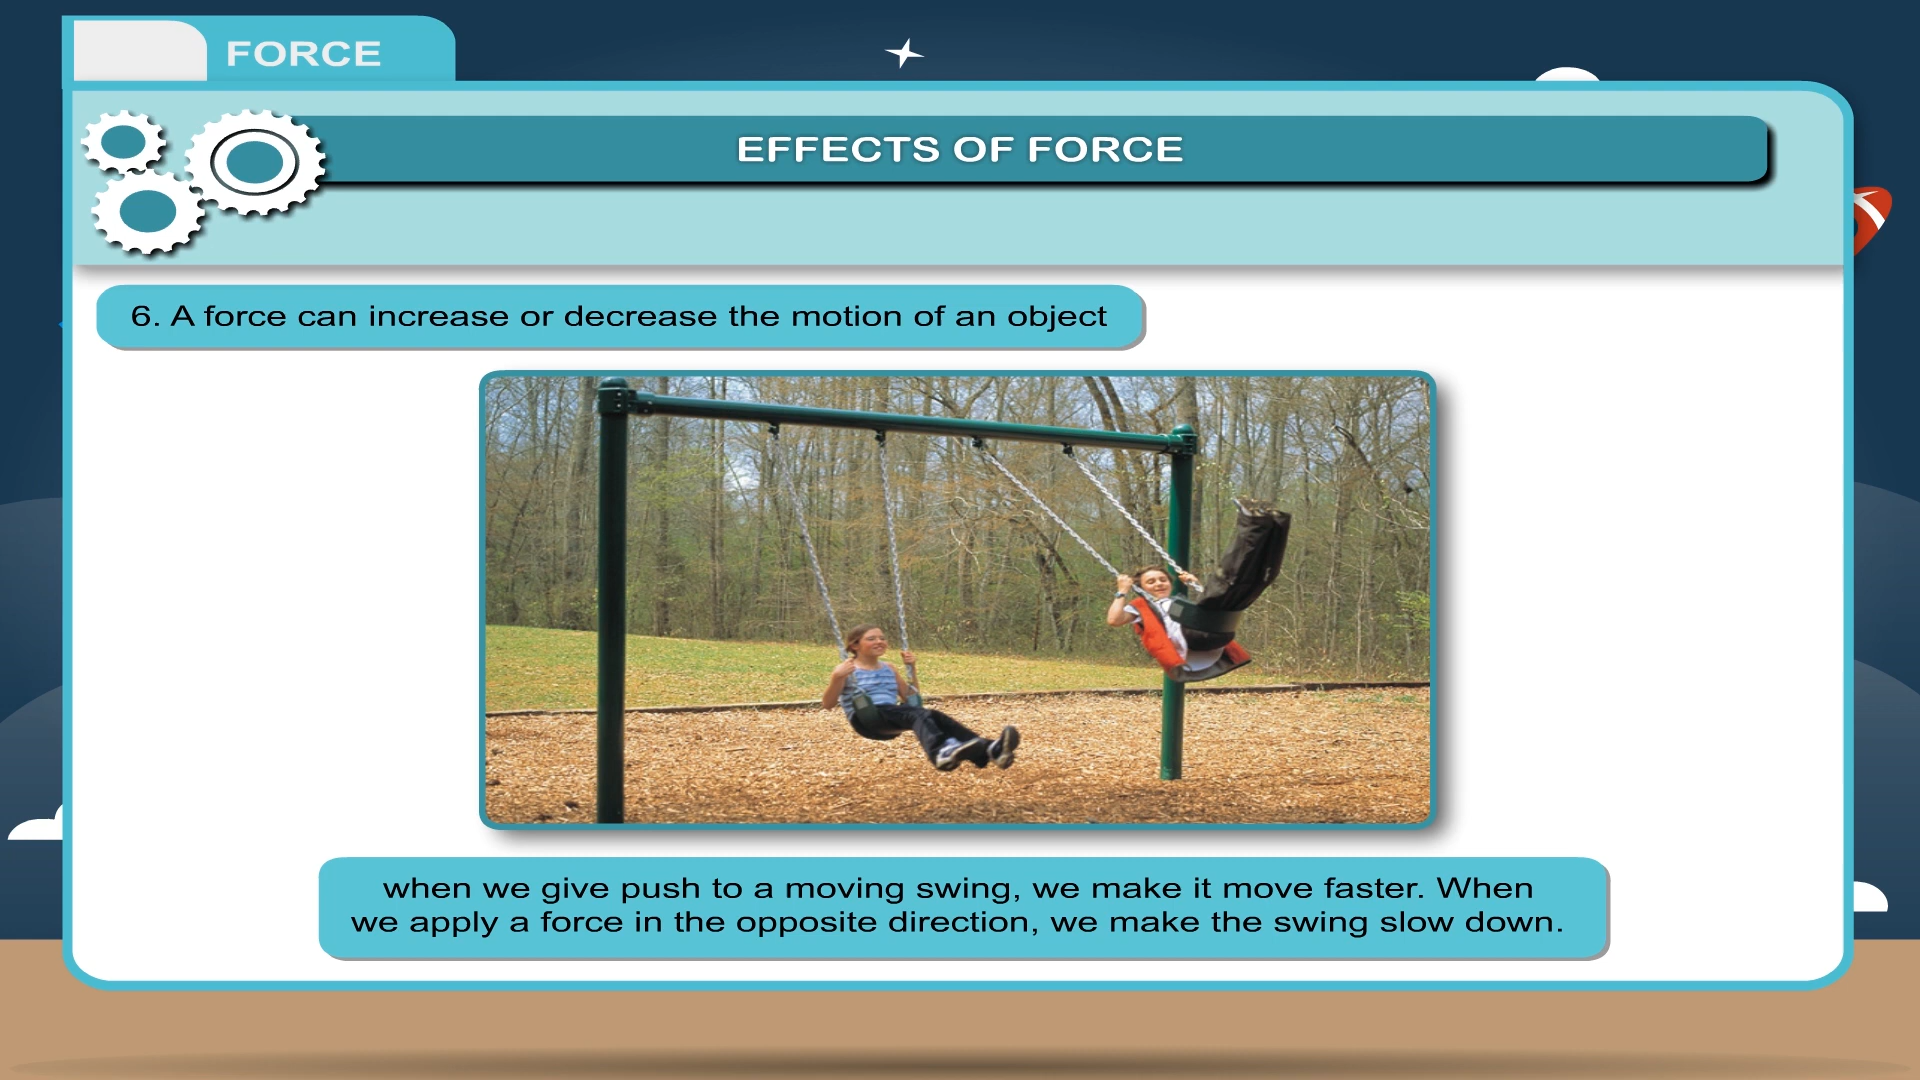 FORCE
EFFECTS OF FORCE
6. A force can increase or decrease the motion of an object
when we give push to a moving swing, we make it move faster. When
we apply a force in the opposite direction, we make the swing slow down.